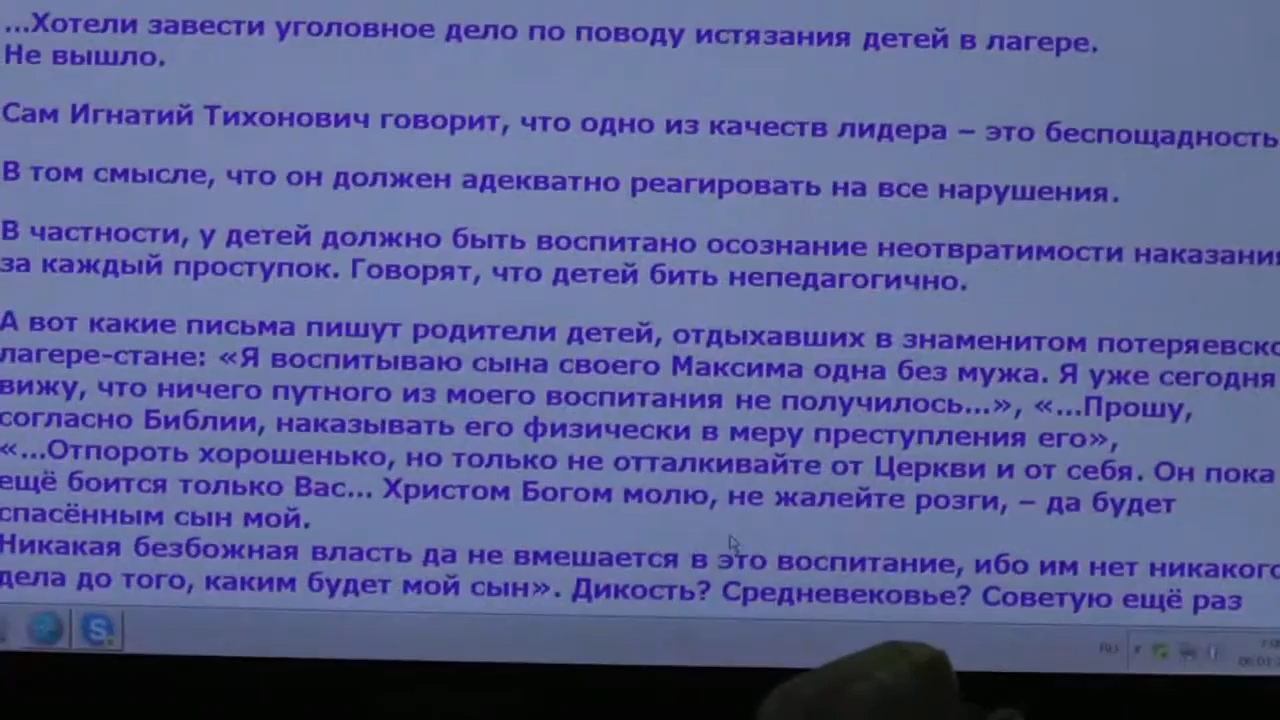 ...Хотели завести уголовное дело по поводу истязания детей в лагере.
Не вышло.
Сам Игнатий Тихонович говорит, что одно из качеств лидера – это беспощадность
В том смысле, что он должен адекватно реагировать на все нарушения.
В частности, у детей должно быть воспитано осознание неотвратимости наказания
за каждый проступок. Говорят, что детей бить непедагогично.
А вот какие письма пишут родители детей, отдыхавших в знаменитом потеряевско
лагере-стане: «Я воспитываю сына своего Максима одна без мужа. Я уже сегодня
вижу, что ничего путного из моего воспитания не получилось...», «...Прошу,
согласно Библии, наказывать его физически в меру преступления его»,
«...Отпороть хорошенько, но только не отталкивайте от Церкви и от себя. Он пока
ещё боится только Вас... Христом Богом молю, не жалейте розги, – да будет
спасённым сын мой.
Никакая безбожная власть да не вмешается в это воспитание, ибо им нет никакого
дела до того, каким будет мой сын». Дикость? Средневековье? Советую ещё раз
RU